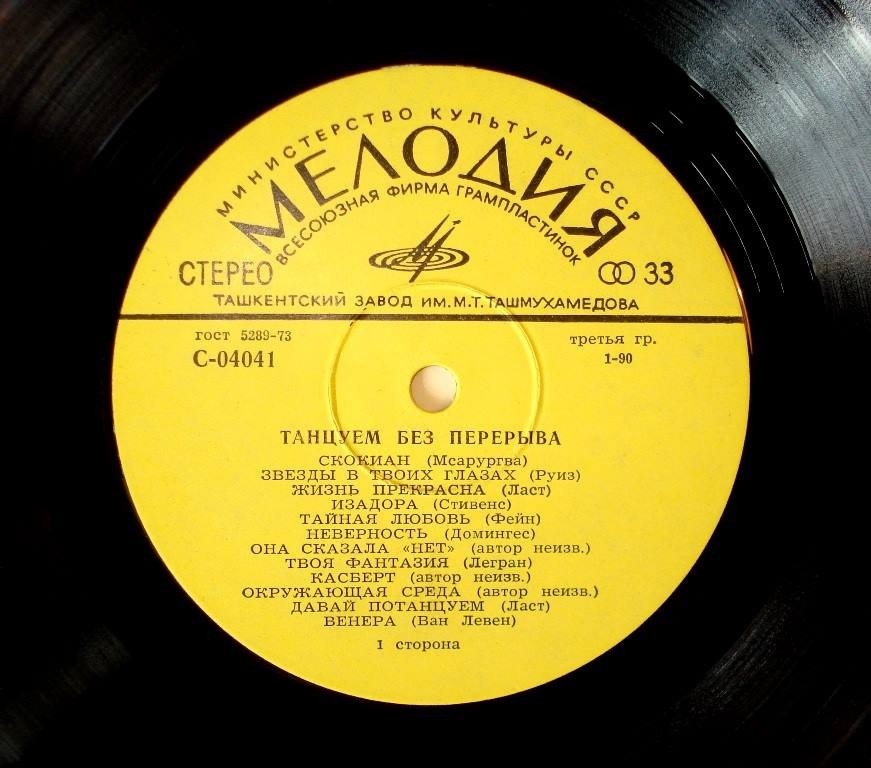 МИНИСТЕРСТВО КУЛЬТУРЫ СССР
МЕЛОДИЯ
ВСЕСОЮЗНАЯ ФИРМА ГРАМПЛАСТИНОК
СТЕРЕО 33
ТАШКЕНТСКИЙ ЗАВОД ИМ. М.Т. ТАШМУХАМЕДОВА
гост 5289-73 третья гр.
С-04041 1-90
ТАНЦУЕМ БЕЗ ПЕРЕРЫВА
СКОКИАН (Мсарургва)
ЗВЕЗДЫ В ТВОИХ ГЛАЗАХ (Руиз)
ЖИЗНЬ ПРЕКРАСНА (Ласт)
ИЗАДОРА (Стивенс)
ТАЙНАЯ ЛЮБОВЬ (Фейн)
НЕВЕРНОСТЬ (Домингес)
ОНА СКАЗАЛА «НЕТ» (автор неизв.)
ТВОЯ ФАНТАЗИЯ (Легран)
КАСБЕРТ (автор неизв.)
ОКРУЖАЮЩАЯ СРЕДА (автор неизв.)
ДАВАЙ ПОТАНЦУЕМ (Ласт)
ВЕНЕРА (Ван Левен)
1 сторона